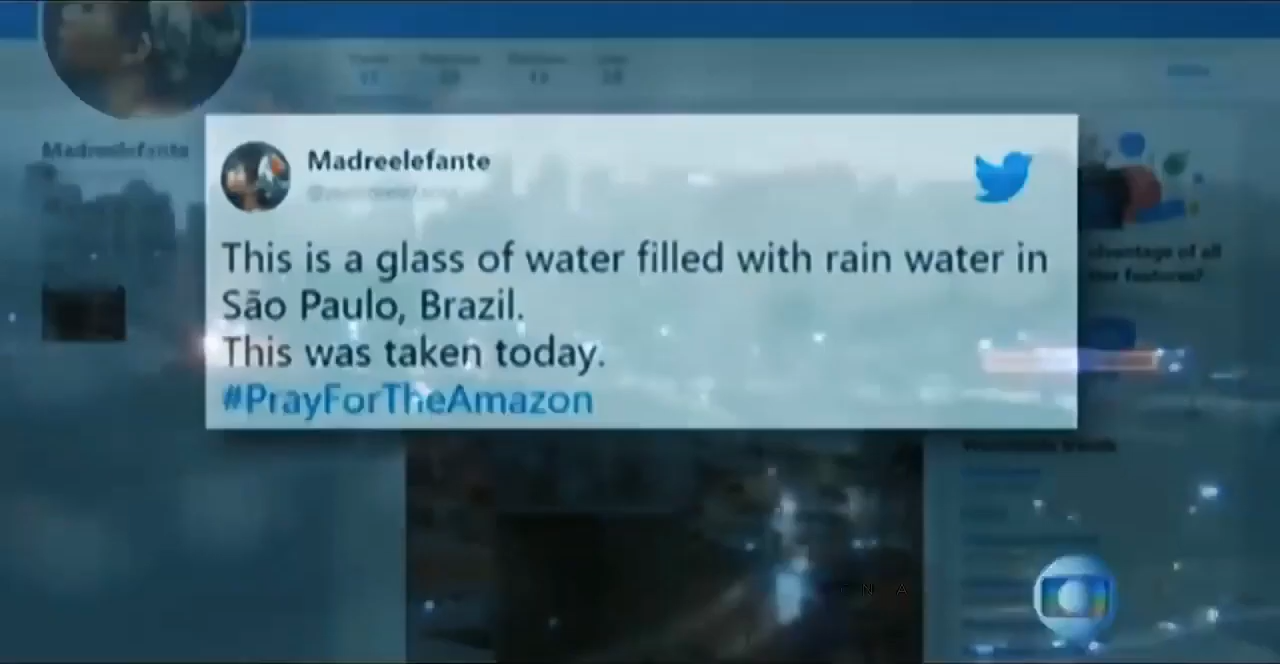 Madreelefante
Madreelefante
This is a glass of water filled with rain water in
São Paulo, Brazil.
This was taken today.
#PrayForTheAmazon